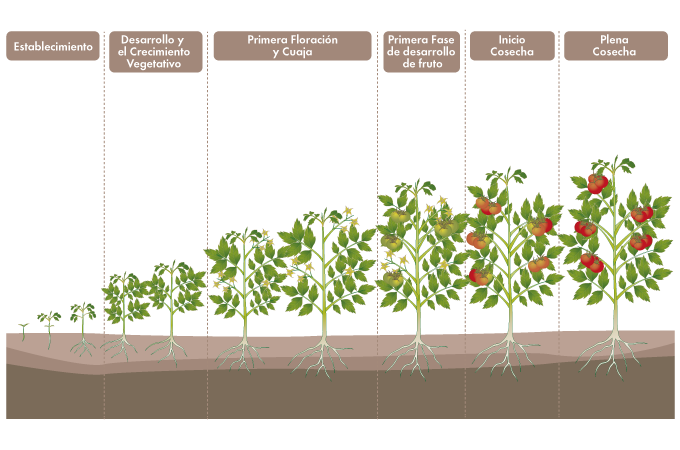 Establecimiento
Desarrollo y
el Crecimiento
Vegetativo
Primera Floración
y Cuaja
Primera Fase
de desarrollo
de fruto
Inicio
Cosecha
Plena
Cosecha